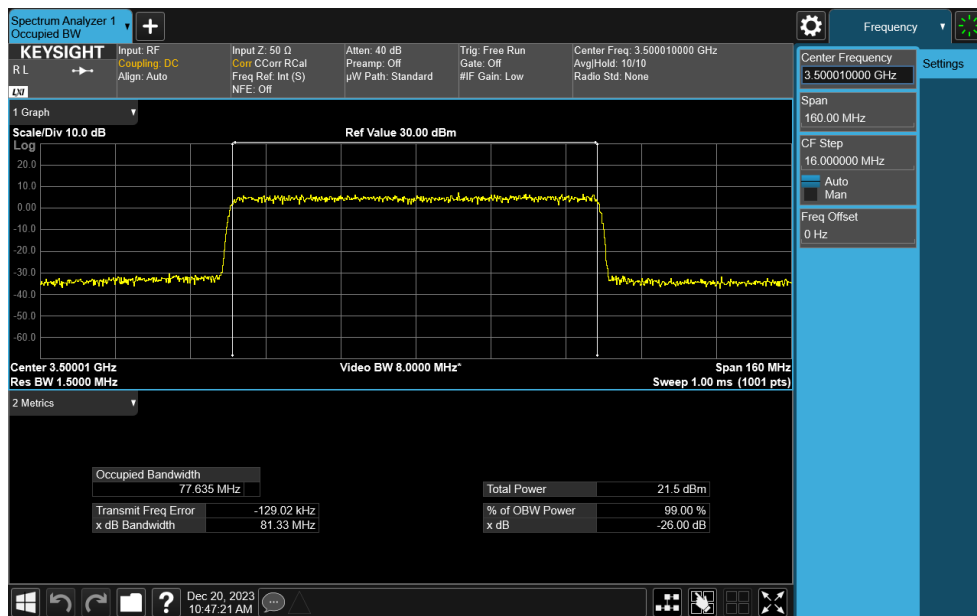 Spectrum Analyzer 1
Occupied BW
Frequency
KEYSIGHT
R L
LXI
Input: RF
Coupling: DC
Align: Auto
Input Z: 50 Ω
Corr CCorr RCal
Freq Ref: Int (S)
NFE: Off
Atten: 40 dB
Preamp: Off
µW Path: Standard
Trig: Free Run
Gate: Off
#IF Gain: Low
Center Freq: 3.500010000 GHz
Avg|Hold: 10/10
Radio Std: None
Center Frequency
3.500010000 GHz
Settings
Span
160.00 MHz
CF Step
16.000000 MHz
Auto
Man
Freq Offset
0 Hz
1 Graph
Scale/Div 10.0 dB
Ref Value 30.00 dBm
Log
20.0
10.0
0.00
-10.0
-20.0
-30.0
-40.0
-50.0
-60.0
Center 3.50001 GHz
Video BW 8.0000 MHz*
Span 160 MHz
Res BW 1.5000 MHz
Sweep 1.00 ms (1001 pts)
2 Metrics
Occupied Bandwidth
77.635 MHz
Total Power 21.5 dBm
Transmit Freq Error -129.02 kHz
% of OBW Power 99.00 %
x dB Bandwidth 81.33 MHz
x dB -26.00 dB
?
Dec 20, 2023
10:47:21 AM